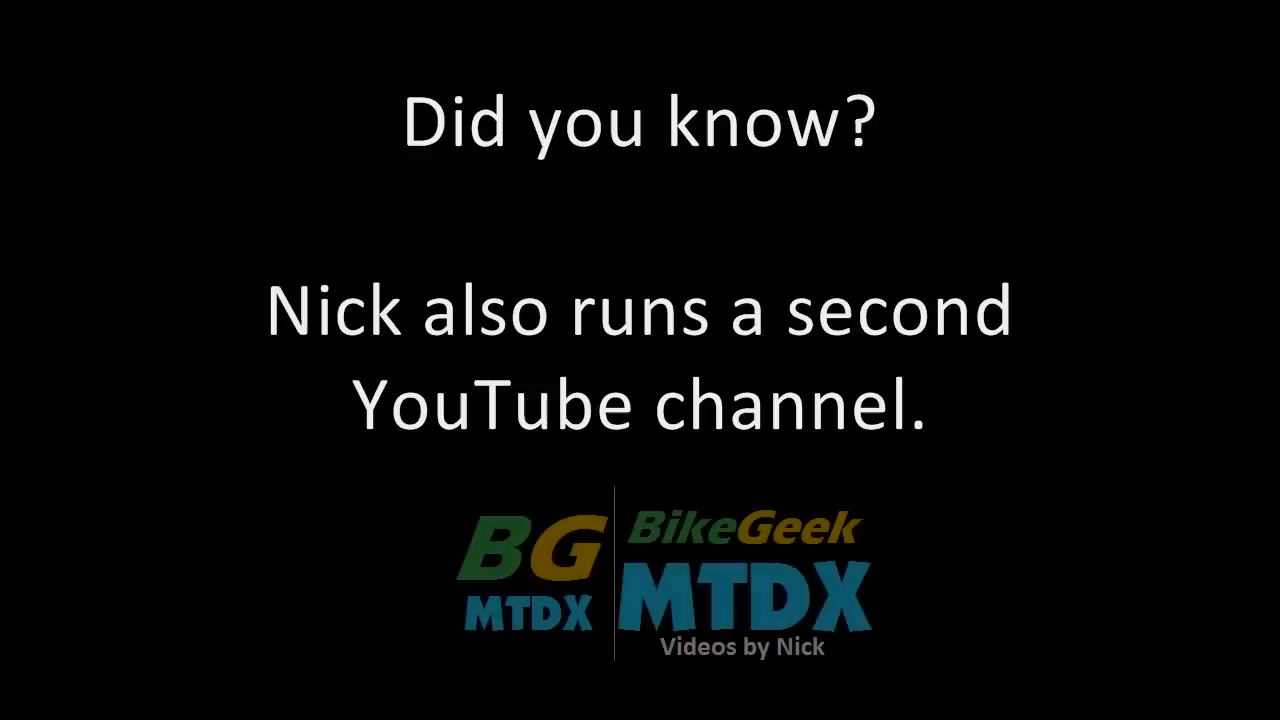 Did you know?
Nick also runs a second
YouTube channel.
BG
MTDX
BikeGeek
MTDX
Videos by Nick